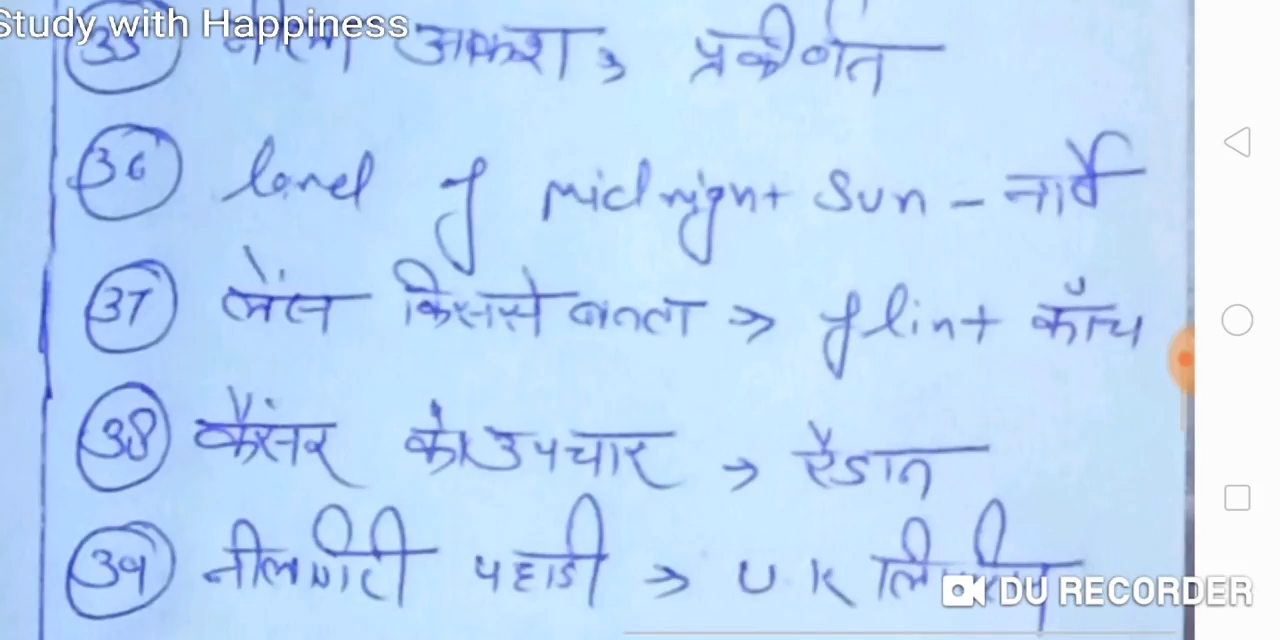 Study with Happiness
35 आकाश → प्रकीर्णन
36 land of midnight Sun - नार्वे
37 लेंस किससे बनता → flint काँच
38 कैंसर का उपचार → रेडान
39 नीलगीरी पहाडी → U K
DU RECORDER